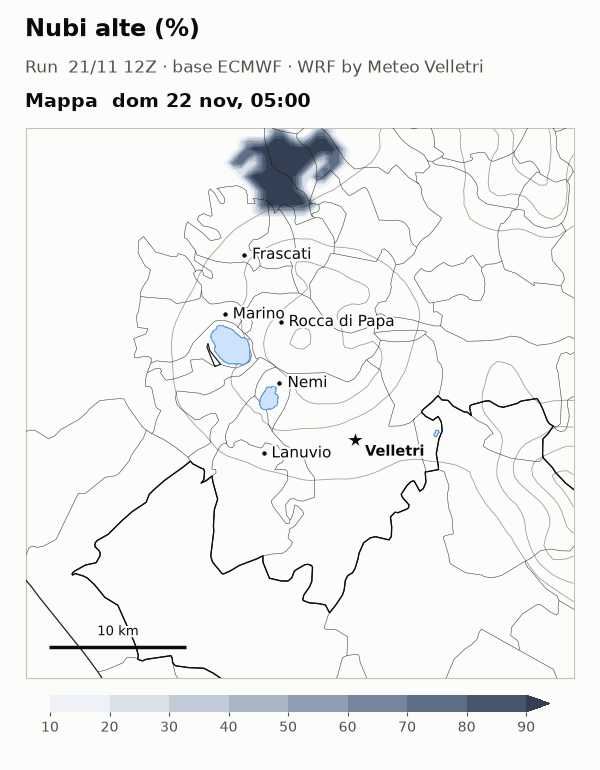 Nubi alte (%)
Run 21/11 12Z · base ECMWF · WRF by Meteo Velletri
Mappa dom 22 nov, 05:00
Frascati
Marino
Rocca di Papa
Nemi
Velletri
Lanuvio
10 km
10 20 30 40 50 60 70 80 90